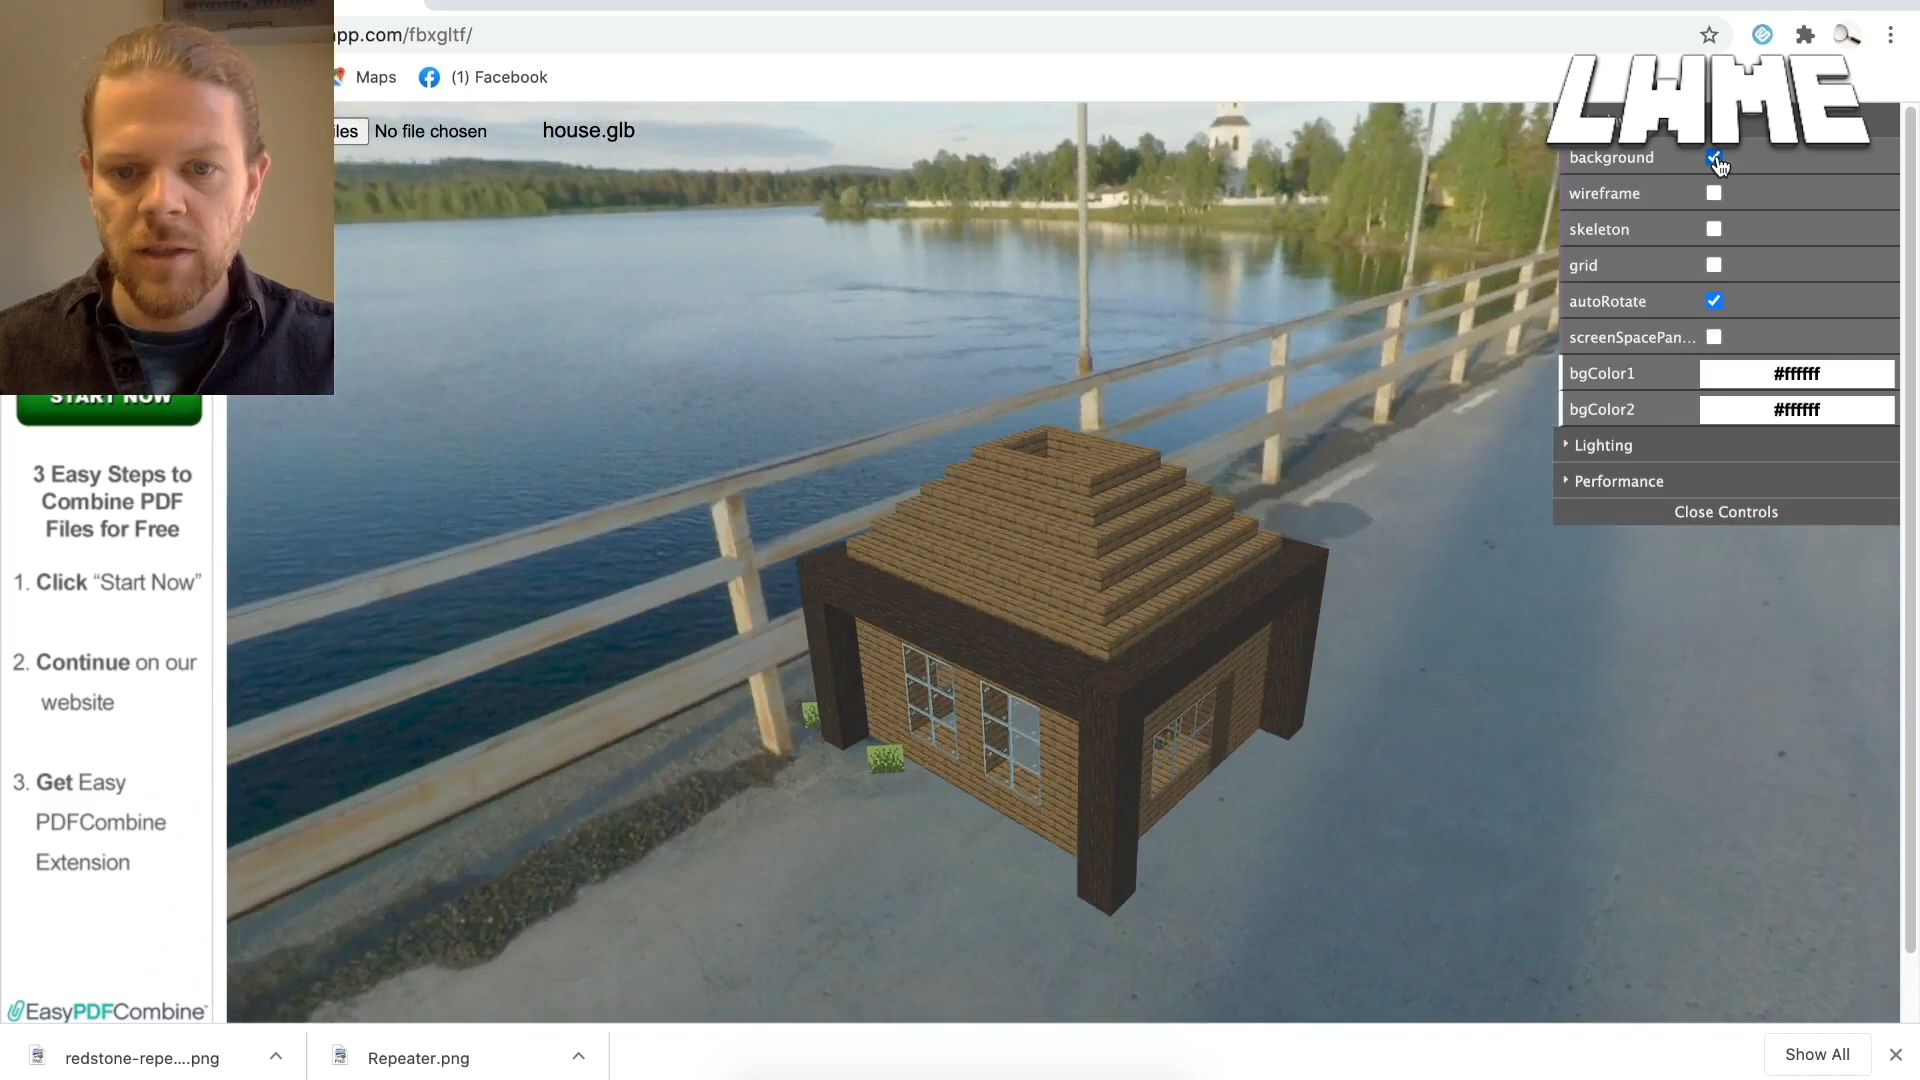 pp.com/fbxgltf/
Maps (1) Facebook
LWME
iles No file chosen house.glb
background
wireframe
skeleton
grid
autoRotate
screenSpacePan...
bgColor1 #ffffff
bgColor2 #ffffff
Lighting
Performance
Close Controls
START NOW
3 Easy Steps to
Combine PDF
Files for Free
1. Click “Start Now”
2. Continue on our
website
3. Get Easy
PDFCombine
Extension
EasyPDFCombine™
redstone-repe....png Repeater.png Show All